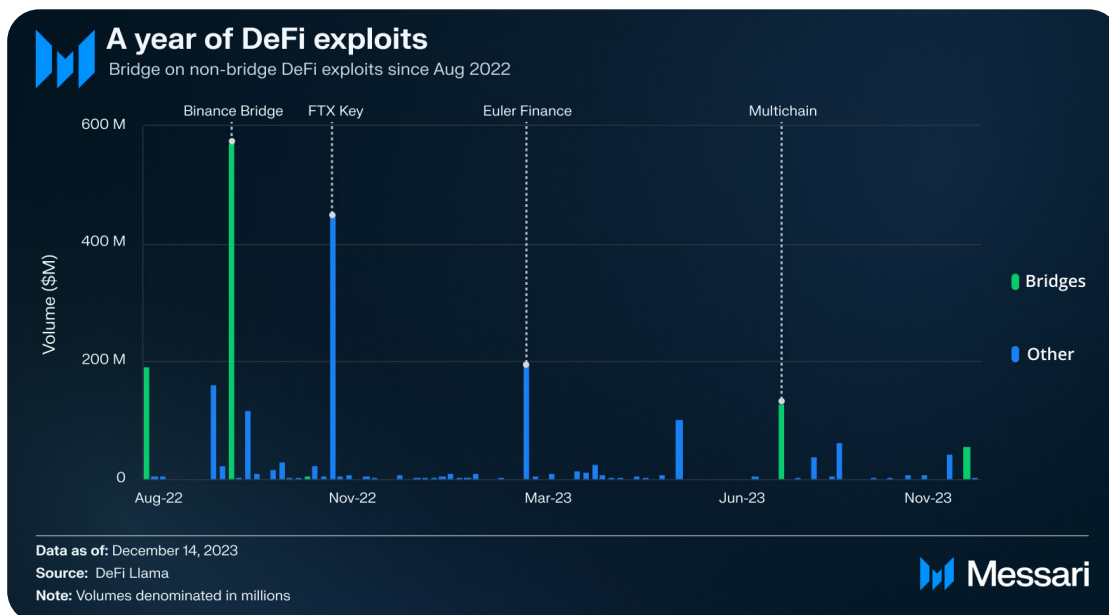 A year of DeFi exploits
Bridge on non-bridge DeFi exploits since Aug 2022
Binance Bridge FTX Key Euler Finance Multichain
600 M
400 M
200 M
0
Volume ($M)
Bridges
Other
Aug-22 Nov-22 Mar-23 Jun-23 Nov-23
Data as of: December 14, 2023
Source: DeFi Llama
Note: Volumes denominated in millions
Messari